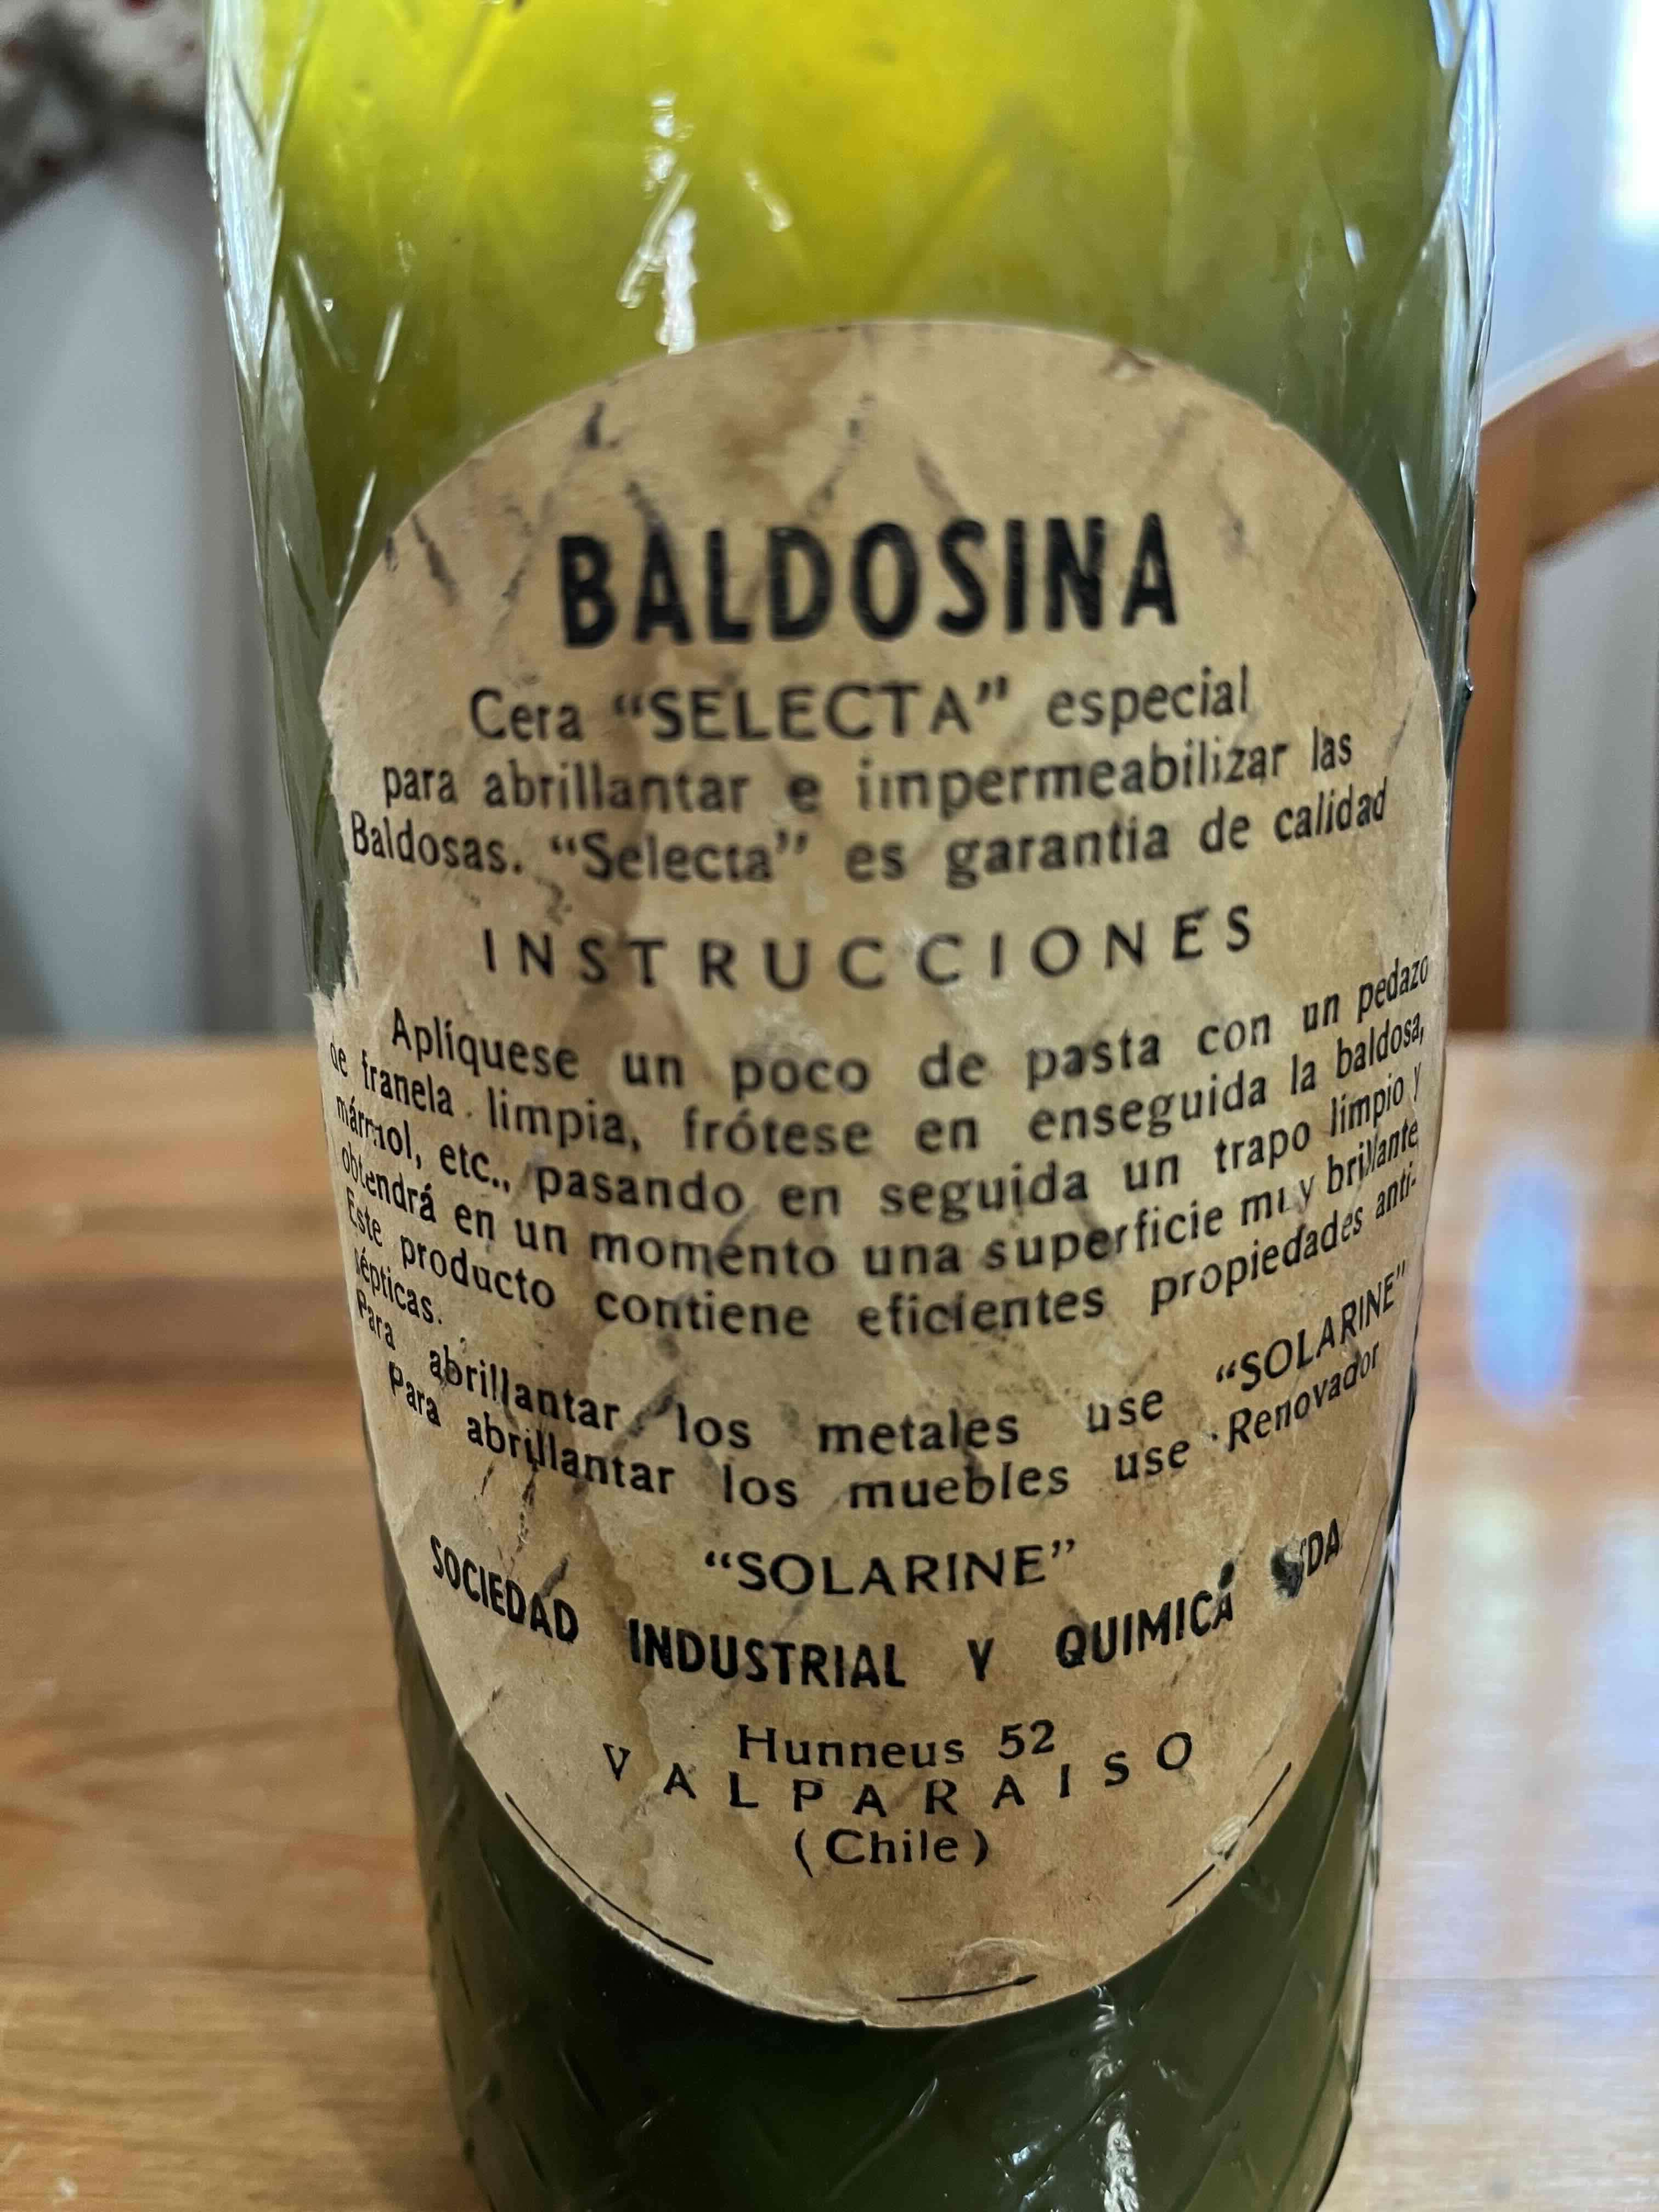 BALDOSINA
Cera “SELECTA” especial
para abrillantar e impermeabilizar las
Baldosas. “Selecta” es garantia de calidad
INSTRUCCIONES
Aplíquese un poco de pasta con un pedazo
de franela limpia, frótese en enseguida la baldosa,
mármol, etc., pasando en seguida un trapo limpio y
obtendrá en un momento una superficie muy brillante
Este producto contiene eficientes propiedades anti-
sépticas.
Para abrillantar los metales use “SOLARINE”
Para abrillantar los muebles use Renovador
“SOLARINE”
SOCIEDAD INDUSTRIAL Y QUIMICA
Hunneus 52
VALPARAISO
(Chile)